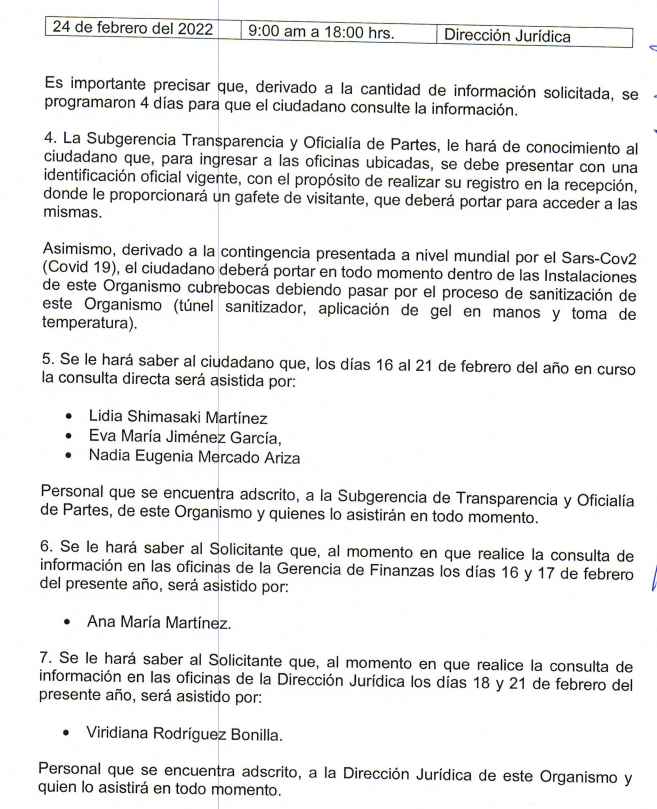 24 de febrero del 2022 9:00 am a 18:00 hrs. Dirección Jurídica
Es importante precisar que, derivado a la cantidad de información solicitada, se
programaron 4 días para que el ciudadano consulte la información.
4. La Subgerencia Transparencia y Oficialía de Partes, le hará de conocimiento al
ciudadano que, para ingresar a las oficinas ubicadas, se debe presentar con una
identificación oficial vigente, con el propósito de realizar su registro en la recepción,
donde le proporcionará un gafete de visitante, que deberá portar para acceder a las
mismas.
Asimismo, derivado a la contingencia presentada a nivel mundial por el Sars-Cov2
(Covid 19), el ciudadano deberá portar en todo momento dentro de las Instalaciones
de este Organismo cubrebocas debiendo pasar por el proceso de sanitización de
este Organismo (túnel sanitizador, aplicación de gel en manos y toma de
temperatura).
5. Se le hará saber al ciudadano que, los días 16 al 21 de febrero del año en curso
la consulta directa será asistida por:
• Lidia Shimasaki Martínez
• Eva María Jiménez García,
• Nadia Eugenia Mercado Ariza
Personal que se encuentra adscrito, a la Subgerencia de Transparencia y Oficialía
de Partes, de este Organismo y quienes lo asistirán en todo momento.
6. Se le hará saber al Solicitante que, al momento en que realice la consulta de
información en las oficinas de la Gerencia de Finanzas los días 16 y 17 de febrero
del presente año, será asistido por:
• Ana María Martínez.
7. Se le hará saber al Solicitante que, al momento en que realice la consulta de
información en las oficinas de la Dirección Jurídica los días 18 y 21 de febrero del
presente año, será asistido por:
• Viridiana Rodríguez Bonilla.
Personal que se encuentra adscrito, a la Dirección Jurídica de este Organismo y
quien lo asistirá en todo momento.